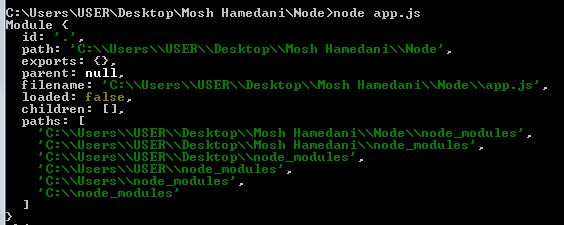 C:\Users\USER\Desktop\Mosh Hamedani\Node>node app.js
Module {
  id: '.',
  path: 'C:\\Users\\USER\\Desktop\\Mosh Hamedani\\Node',
  exports: {},
  parent: null,
  filename: 'C:\\Users\\USER\\Desktop\\Mosh Hamedani\\Node\\app.js',
  loaded: false,
  children: [],
  paths: [
    'C:\\Users\\USER\\Desktop\\Mosh Hamedani\\Node\\node_modules',
    'C:\\Users\\USER\\Desktop\\Mosh Hamedani\\node_modules',
    'C:\\Users\\USER\\Desktop\\node_modules',
    'C:\\Users\\USER\\node_modules',
    'C:\\Users\\node_modules',
    'C:\\node_modules'
  ]
}